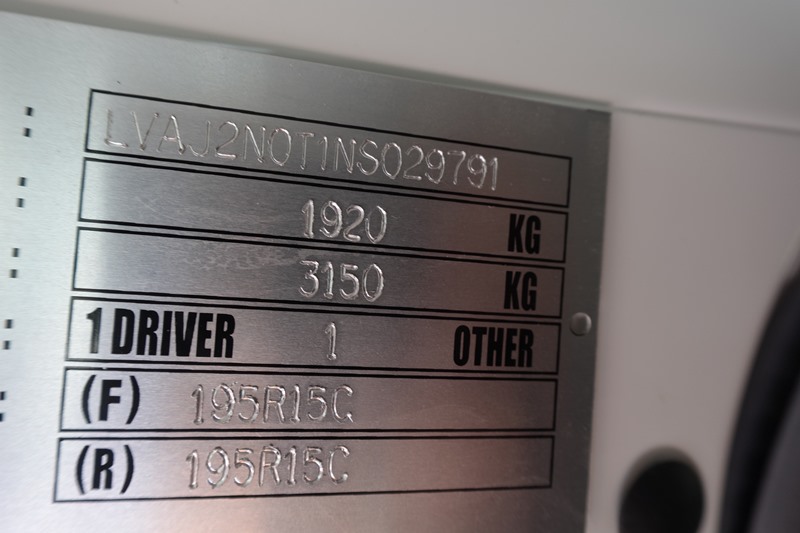 LVAJ2N0T1NS029791
1920 KG
3150 KG
1 DRIVER 1 OTHER
(F) 195R15C
(R) 195R15C